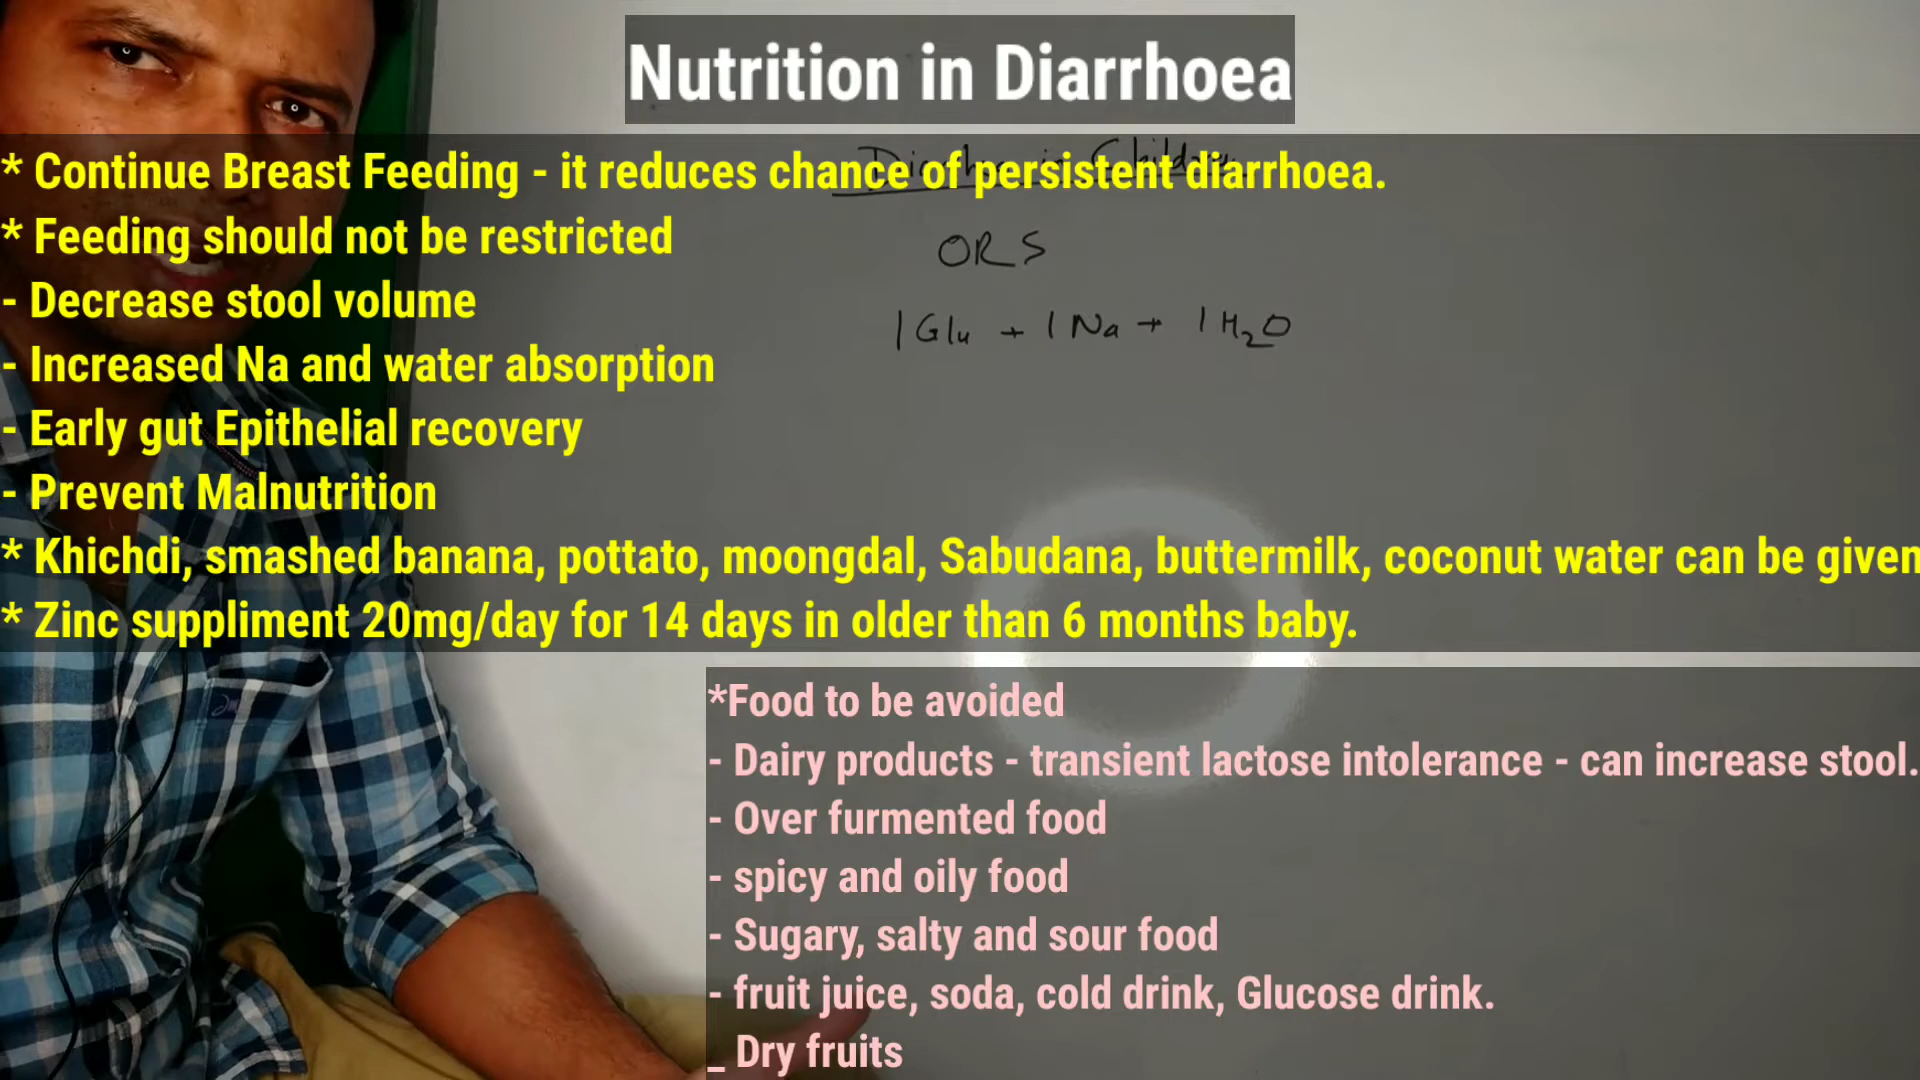 Nutrition in Diarrhoea
Diarrhea in Children
* Continue Breast Feeding - it reduces chance of persistent diarrhoea.
* Feeding should not be restricted
ORS
- Decrease stool volume
1 Glu + 1 Na + 1 H₂O
- Increased Na and water absorption
- Early gut Epithelial recovery
- Prevent Malnutrition
* Khichdi, smashed banana, pottato, moongdal, Sabudana, buttermilk, coconut water can be given
* Zinc suppliment 20mg/day for 14 days in older than 6 months baby.
*Food to be avoided
- Dairy products - transient lactose intolerance - can increase stool.
- Over furmented food
- spicy and oily food
- Sugary, salty and sour food
- fruit juice, soda, cold drink, Glucose drink.
_ Dry fruits